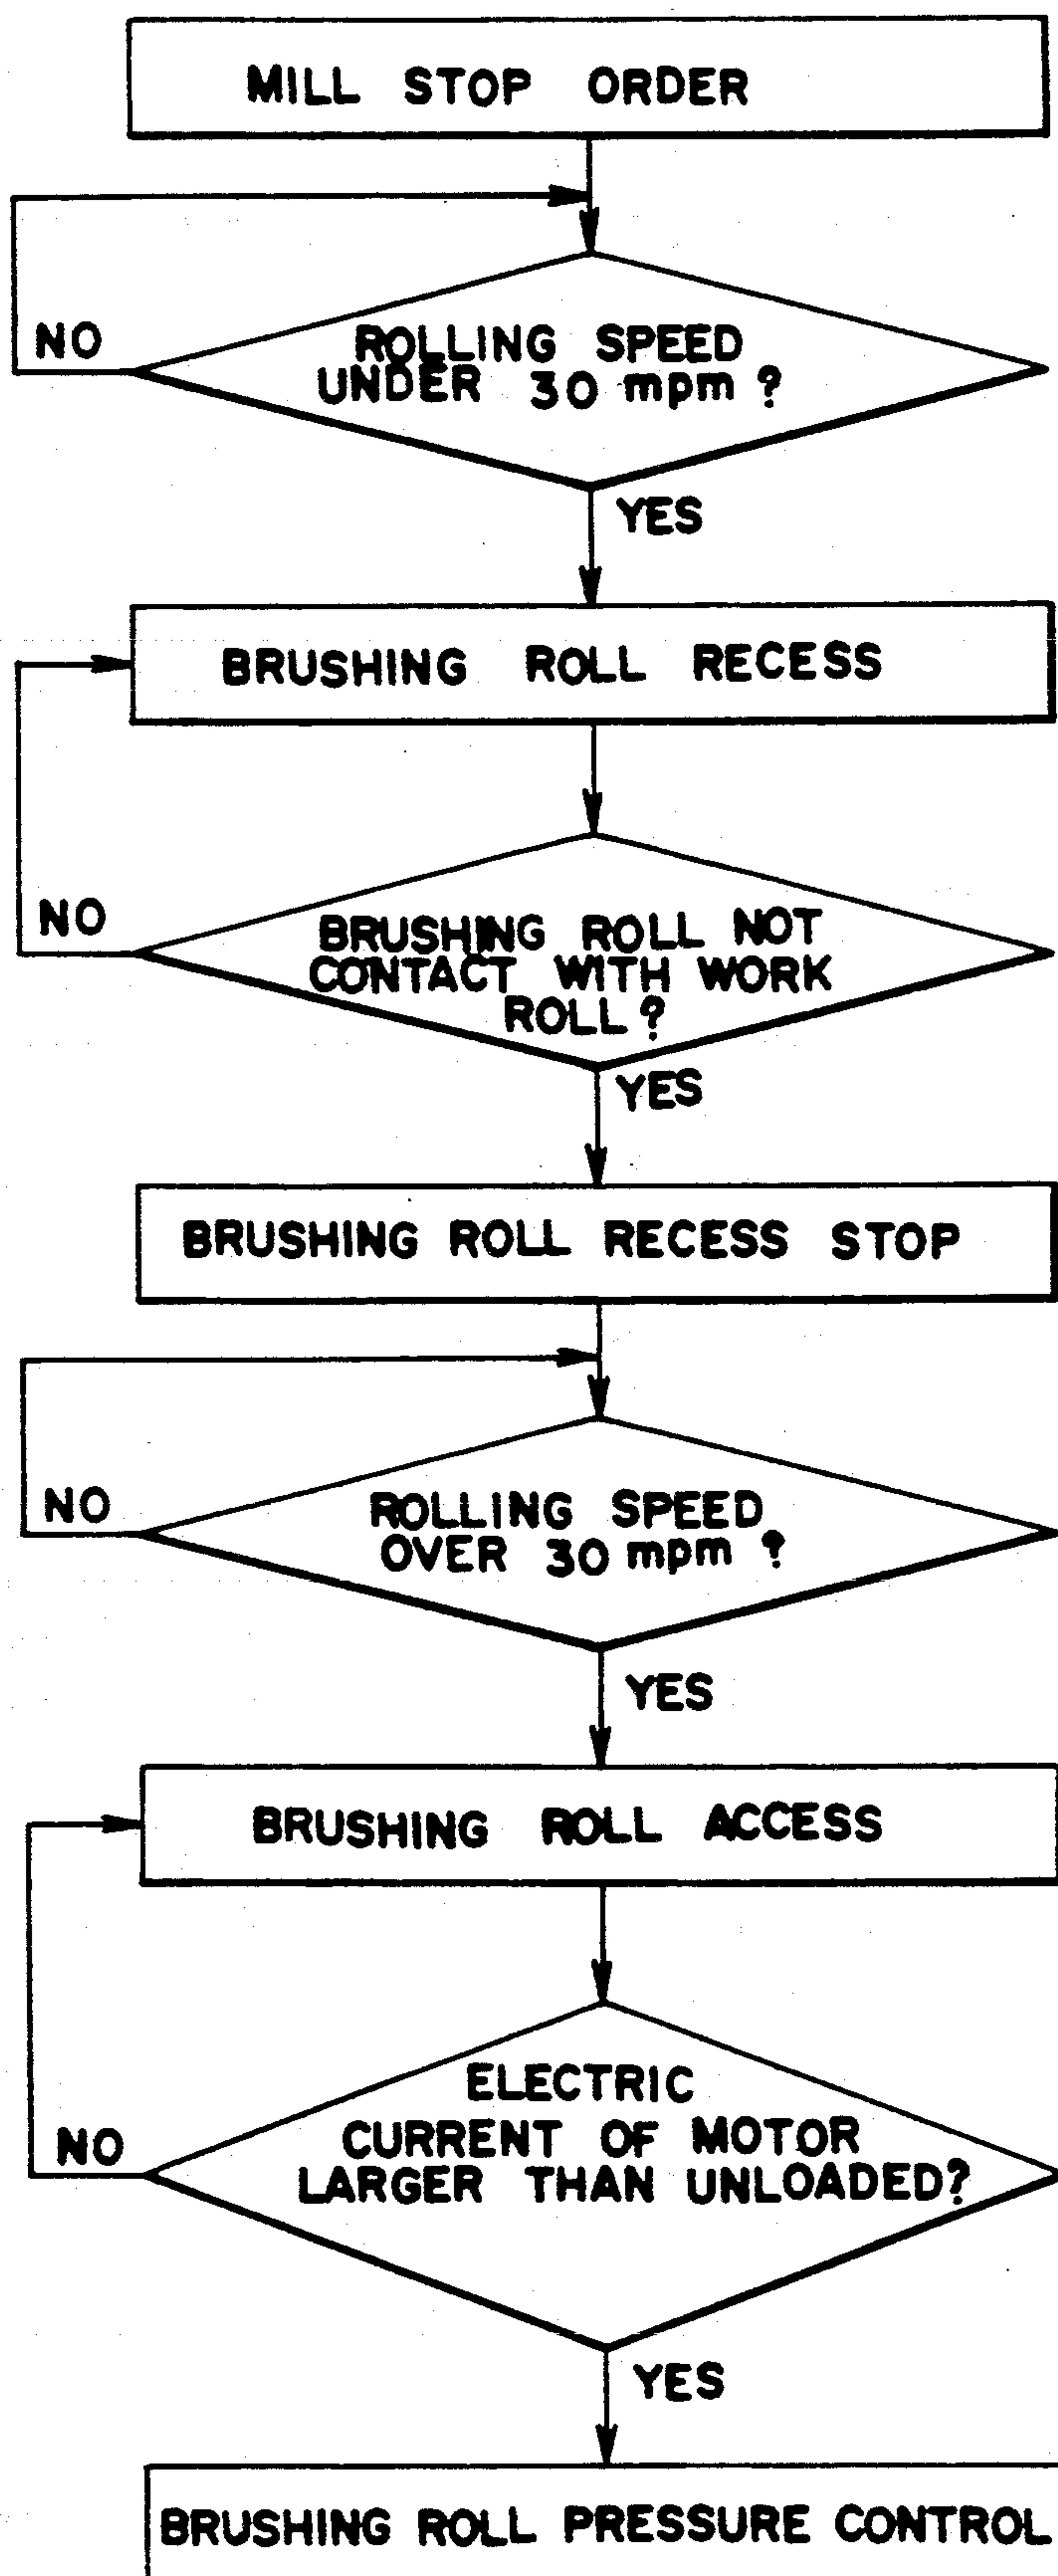 MILL STOP ORDER
NO
ROLLING SPEED
UNDER 30 mpm ?
YES
BRUSHING ROLL RECESS
NO
BRUSHING ROLL NOT
CONTACT WITH WORK
ROLL ?
YES
BRUSHING ROLL RECESS STOP
NO
ROLLING SPEED
OVER 30 mpm ?
YES
BRUSHING ROLL ACCESS
NO
ELECTRIC
CURRENT OF MOTOR
LARGER THAN UNLOADED?
YES
BRUSHING ROLL PRESSURE CONTROL